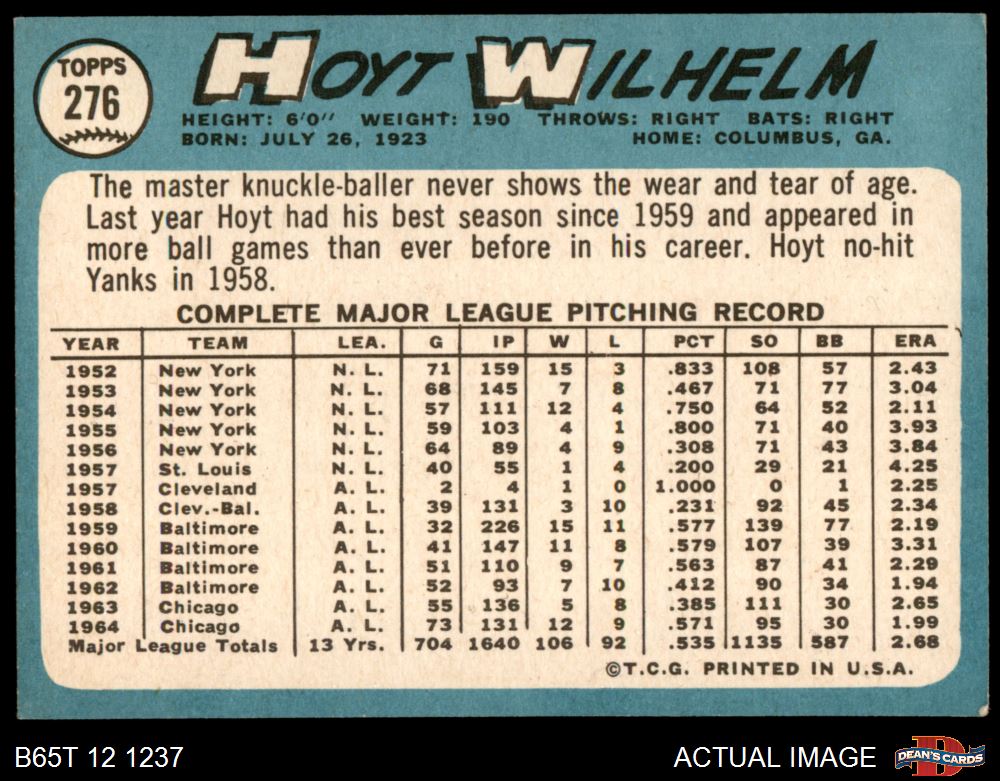 TOPPS
276
HOYT WILHELM
HEIGHT: 6'0" WEIGHT: 190 THROWS: RIGHT BATS: RIGHT
BORN: JULY 26, 1923 HOME: COLUMBUS, GA.
The master knuckle-baller never shows the wear and tear of age.
Last year Hoyt had his best season since 1959 and appeared in
more ball games than ever before in his career. Hoyt no-hit
Yanks in 1958.
COMPLETE MAJOR LEAGUE PITCHING RECORD
YEAR TEAM LEA. G IP W L PCT SO BB ERA
1952 New York N. L. 71 159 15 3 .833 108 57 2.43
1953 New York N. L. 68 145 7 8 .467 71 77 3.04
1954 New York N. L. 57 111 12 4 .750 64 52 2.11
1955 New York N. L. 59 103 4 1 .800 71 40 3.93
1956 New York N. L. 64 89 4 9 .308 71 43 3.84
1957 St. Louis N. L. 40 55 1 4 .200 29 21 4.25
1957 Cleveland A. L. 2 4 1 0 1.000 0 1 2.25
1958 Clev.-Bal. A. L. 39 131 3 10 .231 92 45 2.34
1959 Baltimore A. L. 32 226 15 11 .577 139 77 2.19
1960 Baltimore A. L. 41 147 11 8 .579 107 39 3.31
1961 Baltimore A. L. 51 110 9 7 .563 87 41 2.29
1962 Baltimore A. L. 52 93 7 10 .412 90 34 1.94
1963 Chicago A. L. 55 136 5 8 .385 111 30 2.65
1964 Chicago A. L. 73 131 12 9 .571 95 30 1.99
Major League Totals 13 Yrs. 704 1640 106 92 .535 1135 587 2.68
©T.C.G. PRINTED IN U.S.A.
B65T 12 1237 ACTUAL IMAGE DEAN'S CARDS